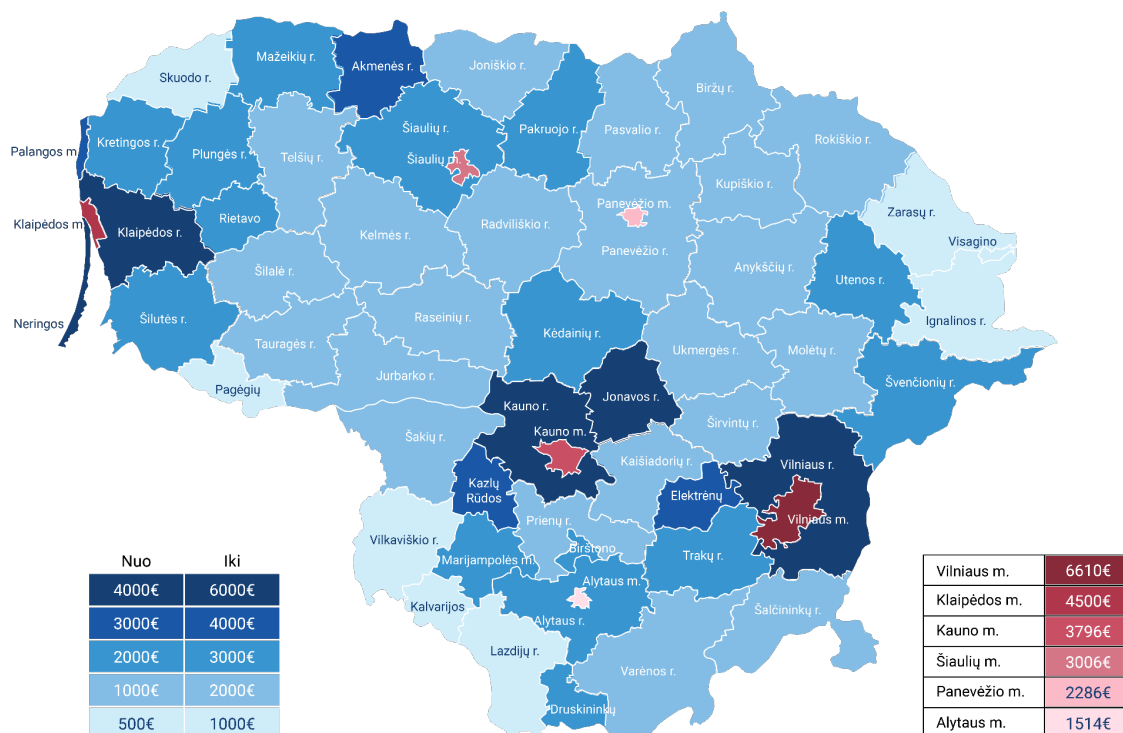 Mažeikių r.
Akmenės r.
Joniškio r.
Skuodo r.
Biržų r.
Šiaulių r.
Pakruojo r.
Pasvalio r.
Rokiškio r.
Kretingos r.
Palangos m.
Plungės r.
Telšių r.
Šiaulių m.
Kupiškio r.
Panevėžio m.
Zarasų r.
Rietavo
Klaipėdos m.
Klaipėdos r.
Kelmės r.
Radviliškio r.
Visagino
Panevėžio r.
Anykščių r.
Šilalė r.
Utenos r.
Neringos
Šilutės r.
Raseinių r.
Kėdainių r.
Ignalinos r.
Tauragės r.
Ukmergės r.
Molėtų r.
Jurbarko r.
Pagėgių
Švenčionių r.
Jonavos r.
Kauno r.
Širvintų r.
Kauno m.
Šakių r.
Kaišiadorių r.
Vilniaus r.
Kazlų
Rūdos
Elektrėnų
Prienų r.
Vilniaus m.
Vilkaviškio r.
Birštono
Trakų r.
Marijampolės m.
Alytaus m.
Kalvarijos
Alytaus r.
Šalčininkų r.
Lazdijų r.
Varėnos r.
Druskininkų
Nuo Iki
4000€ 6000€
3000€ 4000€
2000€ 3000€
1000€ 2000€
500€ 1000€
Vilniaus m. 6610€
Klaipėdos m. 4500€
Kauno m. 3796€
Šiaulių m. 3006€
Panevėžio m. 2286€
Alytaus m. 1514€